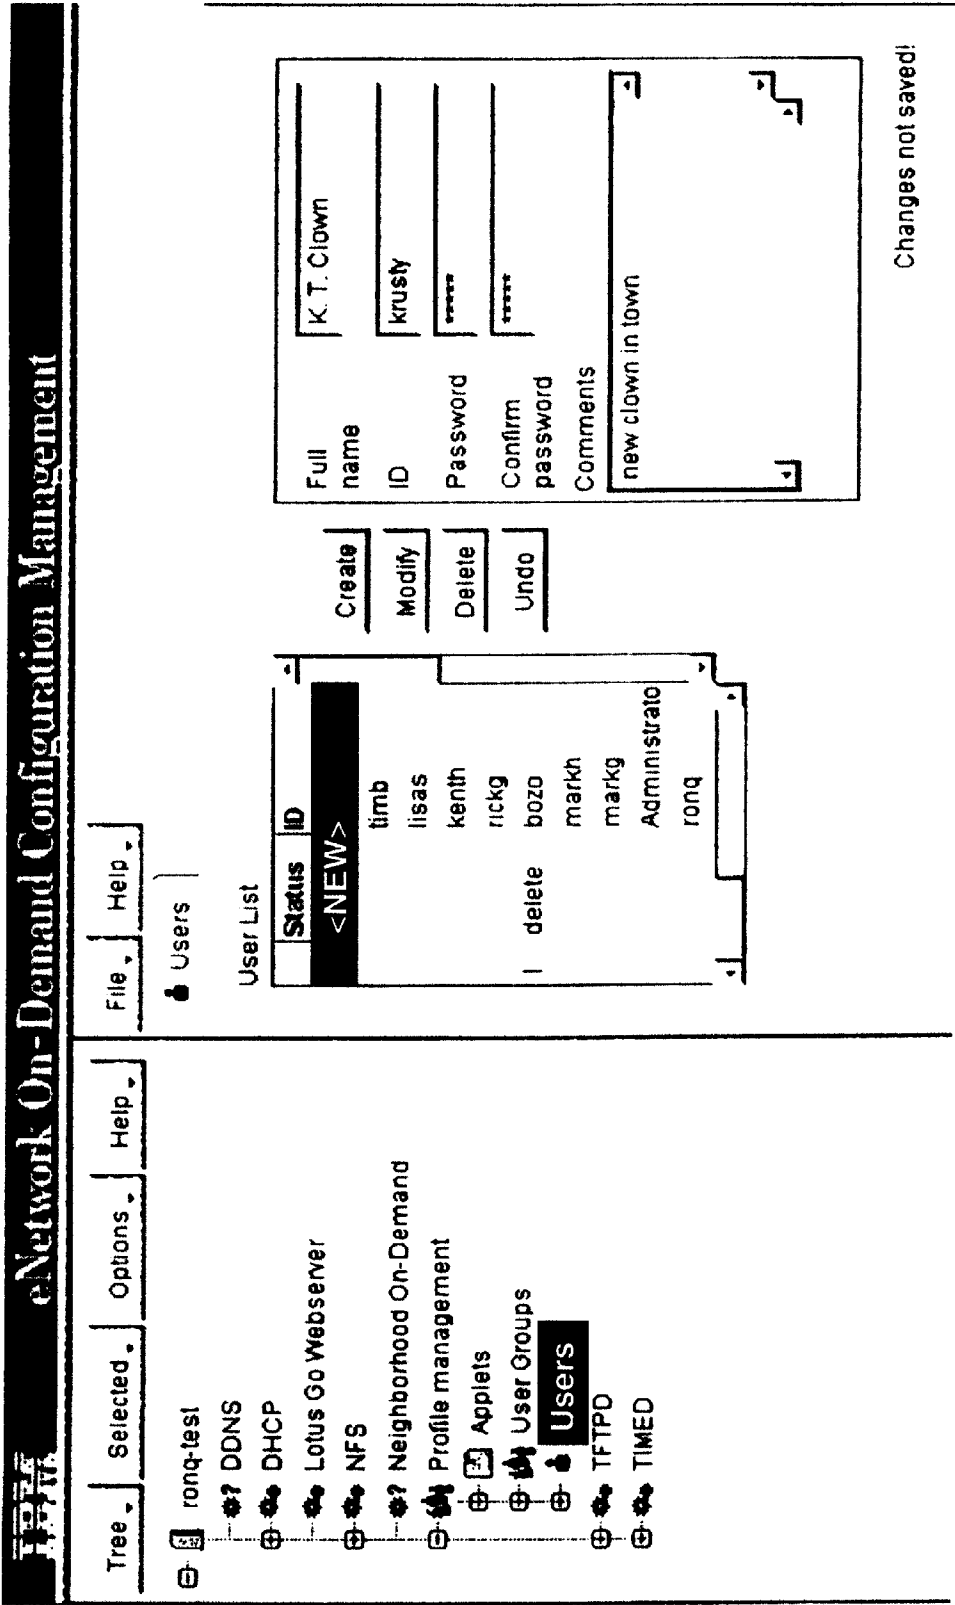 eNetwork On-Demand Configuration Management
Tree Selected Options Help
ronq-test
? DDNS
DHCP
Lotus Go Webserver
NFS
? Neighborhood On-Demand
Profile management
Applets
User Groups
Users
TFTPD
TIMED
File Help
Users
User List
Status ID
<NEW>
timb
lisas
kenth
rickg
delete bozo
markh
markg
Administrato
ronq
Create
Modify
Delete
Undo
Full name K. T. Clown
ID krusty
Password *****
Confirm password *****
Comments
new clown in town
Changes not saved!